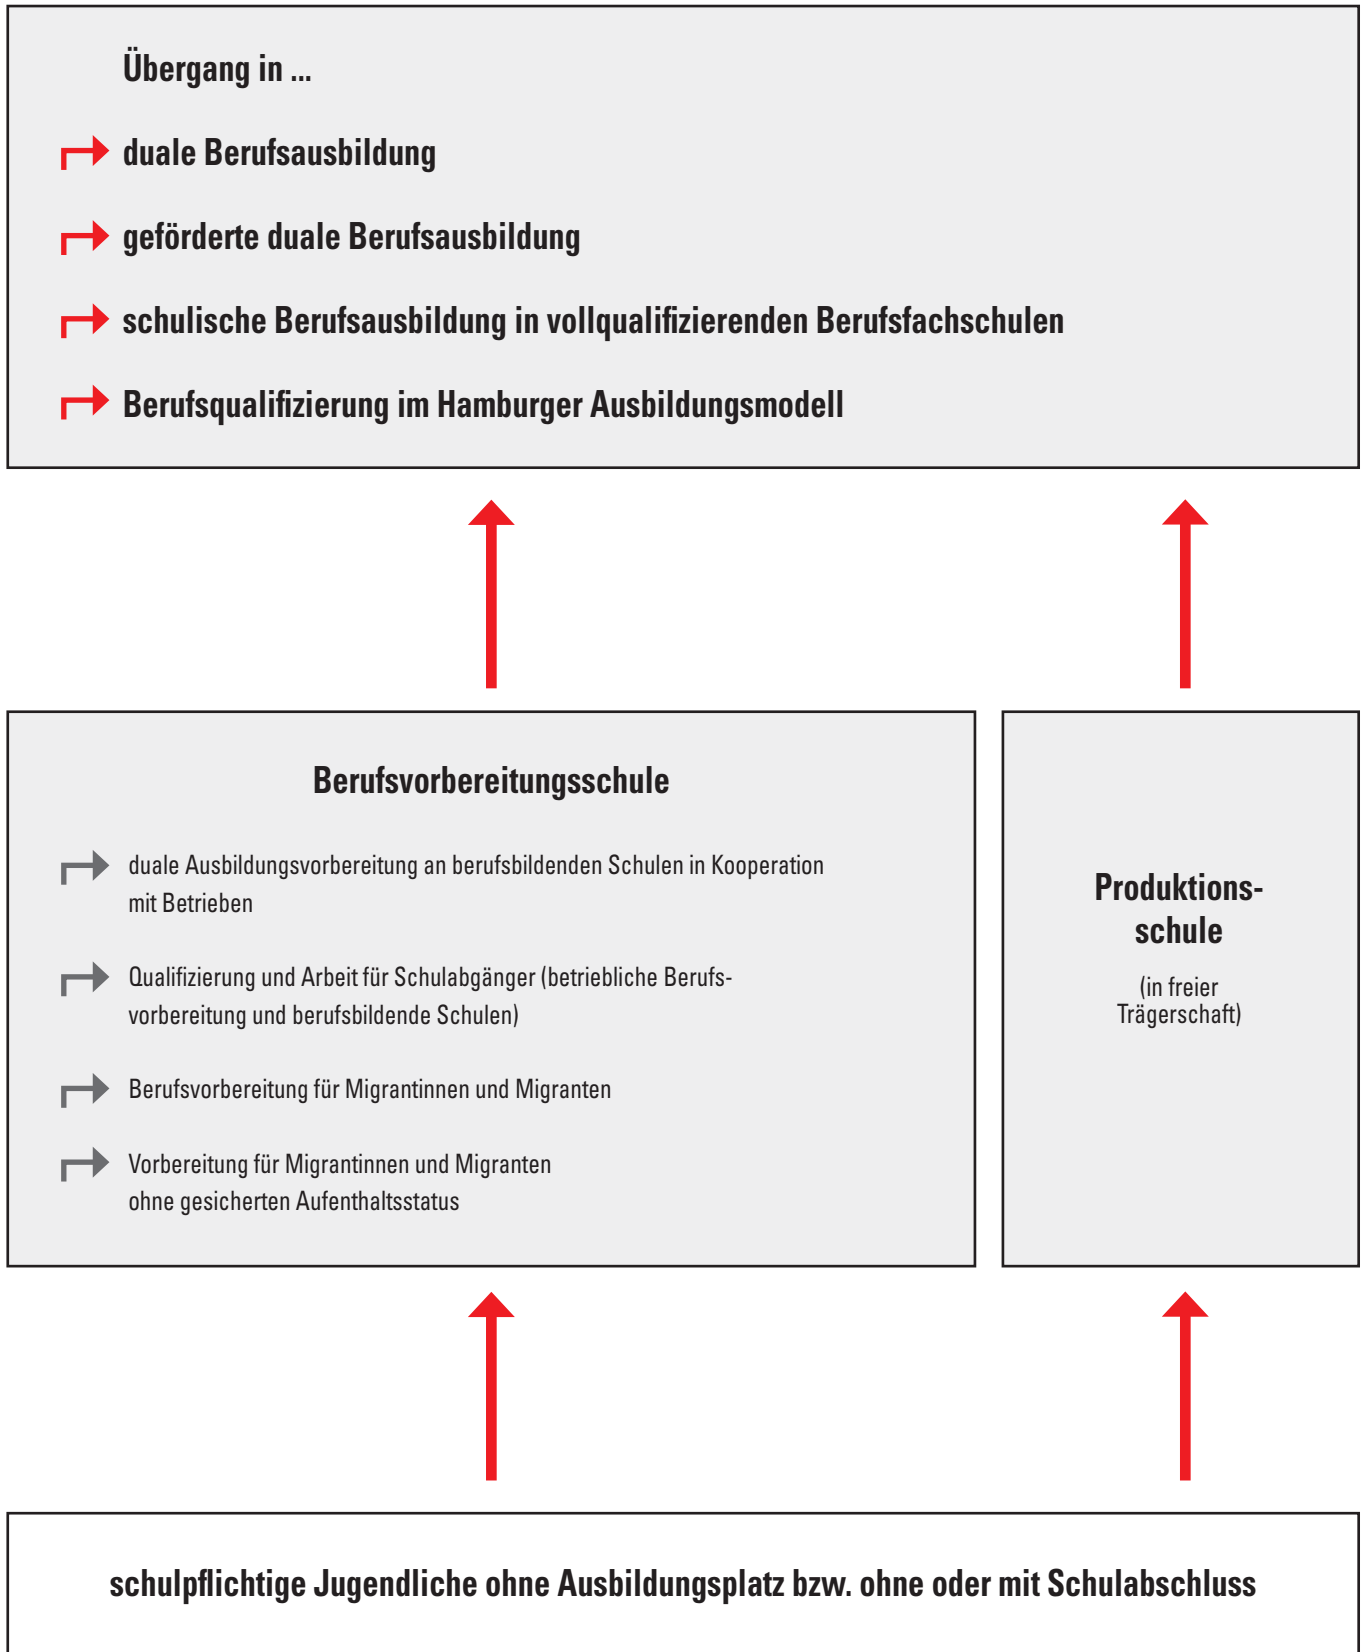 Übergang in ...
duale Berufsausbildung
geförderte duale Berufsausbildung
schulische Berufsausbildung in vollqualifizierenden Berufsfachschulen
Berufsqualifizierung im Hamburger Ausbildungsmodell
Berufsvorbereitungsschule
duale Ausbildungsvorbereitung an berufsbildenden Schulen in Kooperation
mit Betrieben
Qualifizierung und Arbeit für Schulabgänger (betriebliche Berufs-
vorbereitung und berufsbildende Schulen)
Berufsvorbereitung für Migrantinnen und Migranten
Vorbereitung für Migrantinnen und Migranten
ohne gesicherten Aufenthaltsstatus
Produktions-
schule
(in freier
Trägerschaft)
schulpflichtige Jugendliche ohne Ausbildungsplatz bzw. ohne oder mit Schulabschluss